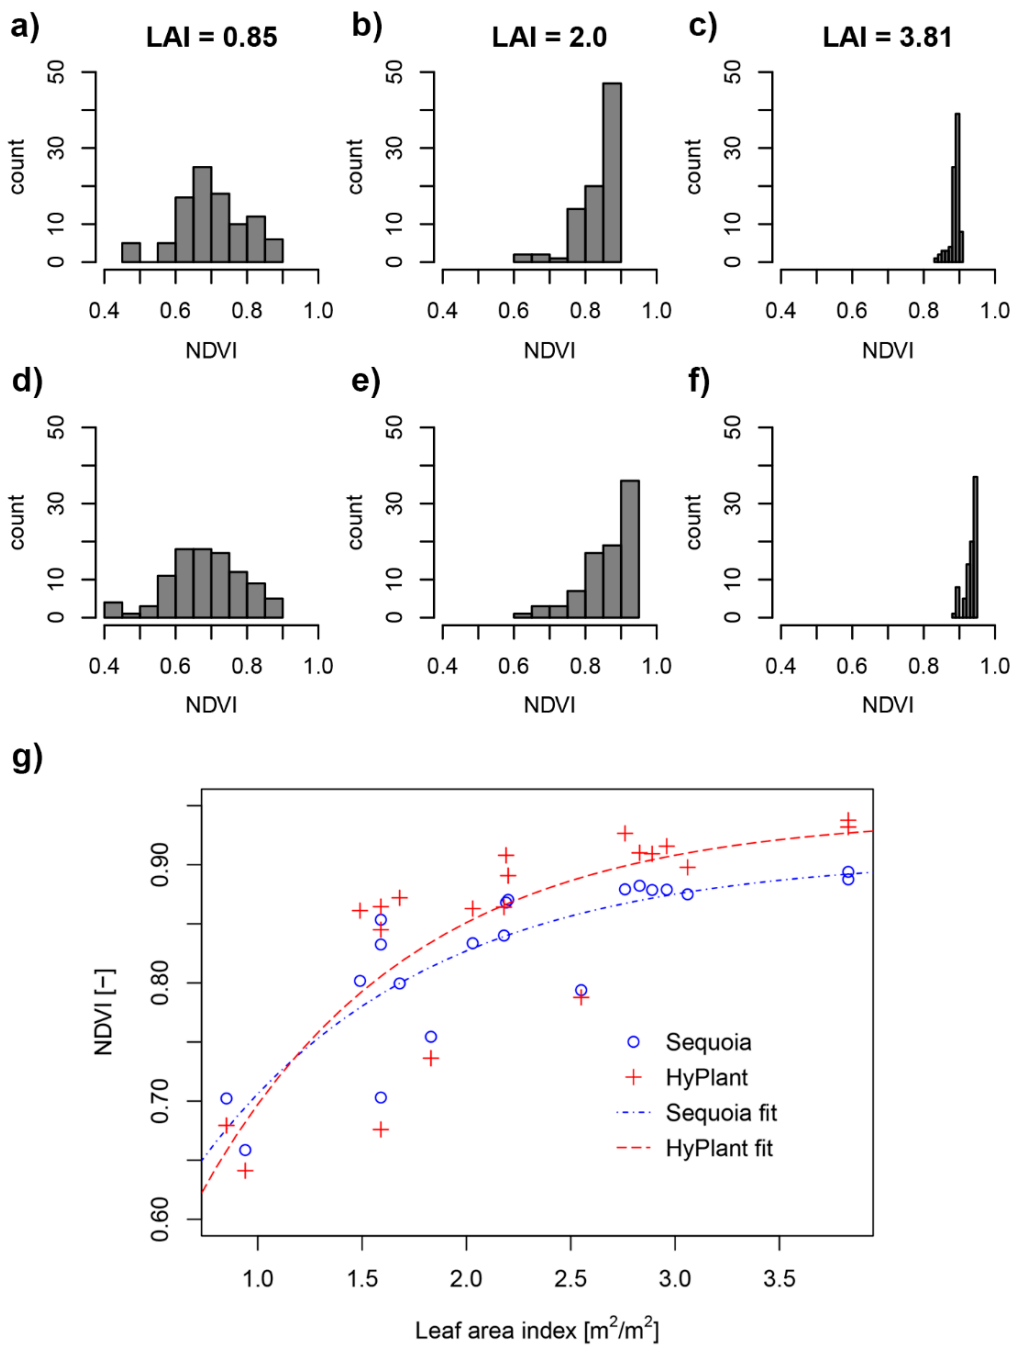 a) LAI = 0.85
b) LAI = 2.0
c) LAI = 3.81
count
50
30
10
0
0.4 0.6 0.8 1.0
NDVI
count
50
30
10
0
0.4 0.6 0.8 1.0
NDVI
count
50
30
10
0
0.4 0.6 0.8 1.0
NDVI
d)
count
50
30
10
0
0.4 0.6 0.8 1.0
NDVI
e)
count
50
30
10
0
0.4 0.6 0.8 1.0
NDVI
f)
count
50
30
10
0
0.4 0.6 0.8 1.0
NDVI
g)
NDVI [−]
0.90
0.80
0.70
0.60
Sequoia
HyPlant
Sequoia fit
HyPlant fit
1.0 1.5 2.0 2.5 3.0 3.5
Leaf area index [m²/m²]